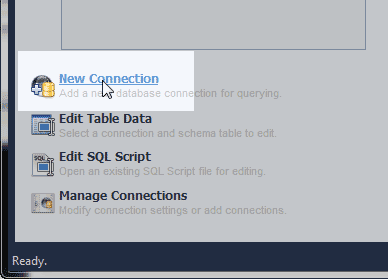 New Connection
Add a new database connection for querying.
Edit Table Data
Select a connection and schema table to edit.
Edit SQL Script
Open an existing SQL Script file for editing.
Manage Connections
Modify connection settings or add connections.
Ready.